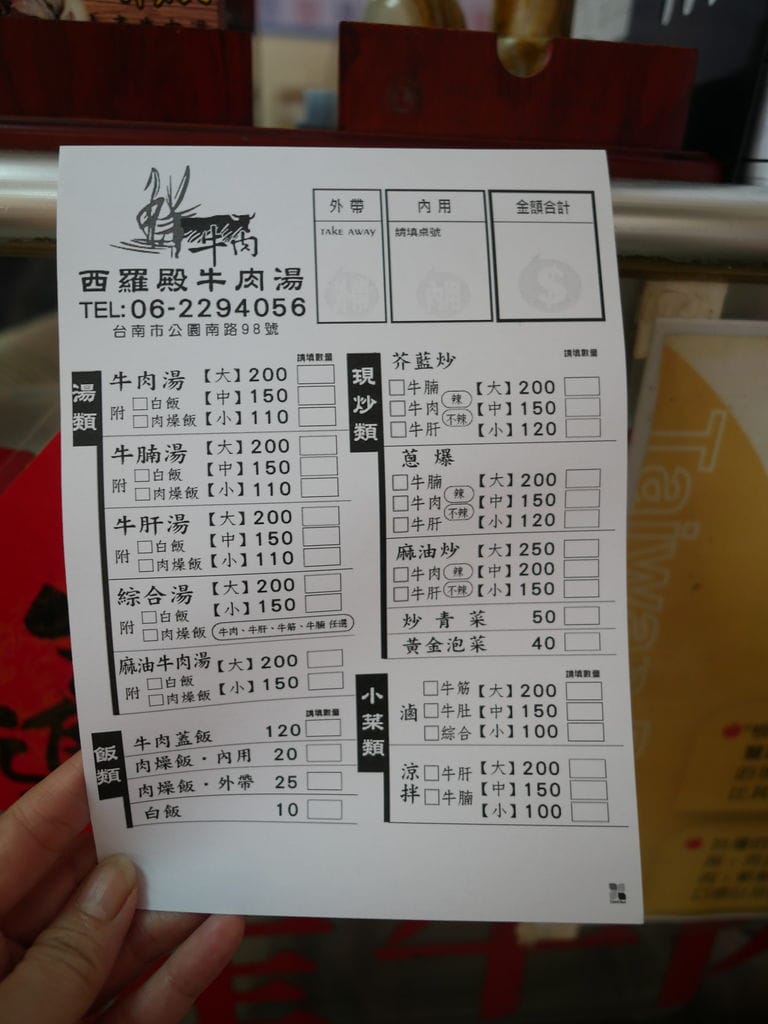 鮮
牛肉
西羅殿牛肉湯
TEL:06-2294056
台南市公園南路98號
外帶
TAKE AWAY
內用
請填桌號
金額合計
$
湯類
請填數量
牛肉湯 【大】 200
【中】 150
【小】 110
附 □白飯
□肉燥飯
牛腩湯 【大】 200
【中】 150
【小】 110
附 □白飯
□肉燥飯
牛肝湯 【大】 200
【中】 150
【小】 110
附 □白飯
□肉燥飯
綜合湯 【大】 200
【小】 150
附 □白飯
□肉燥飯
牛肉、牛肝、牛筋、牛腩 任選
麻油牛肉湯 【大】 200
【小】 150
附 □白飯
□肉燥飯
飯類
請填數量
牛肉蓋飯 120
肉燥飯・內用 20
肉燥飯・外帶 25
白飯 10
現炒類
請填數量
芥藍炒
□牛腩 【大】 200
□牛肉 辣 【中】 150
□牛肝 不辣 【小】 120
蔥爆
□牛腩 【大】 200
□牛肉 辣 【中】 150
□牛肝 不辣 【小】 120
麻油炒 【大】 250
□牛肉 辣 【中】 200
□牛肝 不辣 【小】 150
炒青菜 50
黃金泡菜 40
小菜類
請填數量
滷 □牛筋 【大】 200
□牛肚 【中】 150
□綜合 【小】 100
涼拌 □牛肝 【大】 200
□牛腩 【中】 150
【小】 100
Taiwan